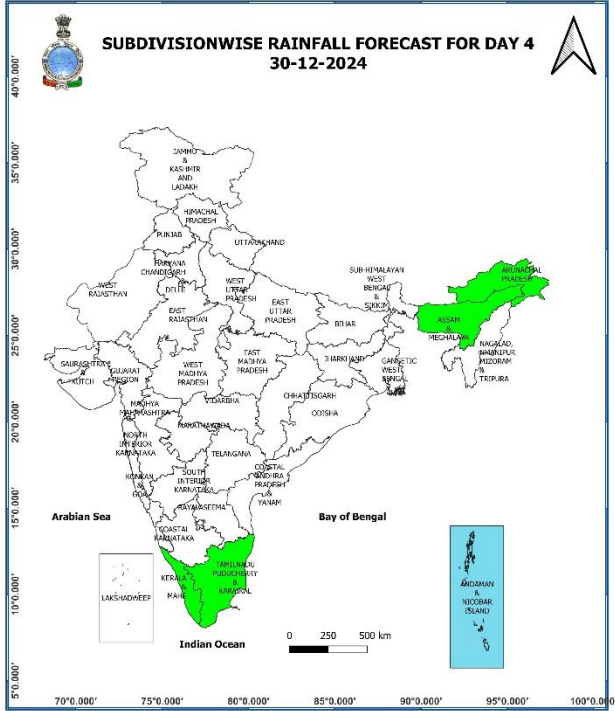 SUBDIVISIONWISE RAINFALL FORECAST FOR DAY 4
30-12-2024
40°0.000'
35°0.000'
30°0.000'
25°0.000'
20°0.000'
15°0.000'
10°0.000'
5°0.000'
JAMMO
&
KASHMIR
AND
LADAKH
HIMACHAL
PRADESH
PUNJAB
UTTARAKHAND
HARYANA
CHANDIGARH
DELHI
WEST
RAJASTHAN
WEST
UTTAR
PRADESH
EAST
RAJASTHAN
EAST
UTTAR
PRADESH
SUB-HIMALAYAN
WEST
BENGAL
&
SIKKIM
ARUNACHAL
PRADESH
ASSAM
&
MEGHALAYA
NAGALAD,
MANIPUR
MIZORAM
&
TRIPURA
BIHAR
JHARKHAND
GANGETIC
WEST
BENGAL
SAURASHTRA
&
KUTCH
GUJARAT
REGION
WEST
MADHYA
PRADESH
EAST
MADHYA
PRADESH
CHHATTISGARH
ODISHA
MADHYA
MAHARASHTRA
VIDARBHA
MARATHAWADA
NORTH
INTERIOR
KARNATAKA
TELANGANA
KONKAN
&
GOA
SOUTH
INTERIOR
KARNATAKA
COASTAL
ANDHRA
PRADESH
&
YANAM
RAYALASEEMA
COASTAL
KARNATAKA
Arabian Sea
Bay of Bengal
LAKSHADWEEP
KERALA
&
MAHE
TAMILNADU
PUDUCHERRY
&
KARAIKAL
ANDAMAN
&
NICOBAR
ISLAND
Indian Ocean
0 250 500 km
70°0.000' 75°0.000' 80°0.000' 85°0.000' 90°0.000' 95°0.000' 100°0.000'